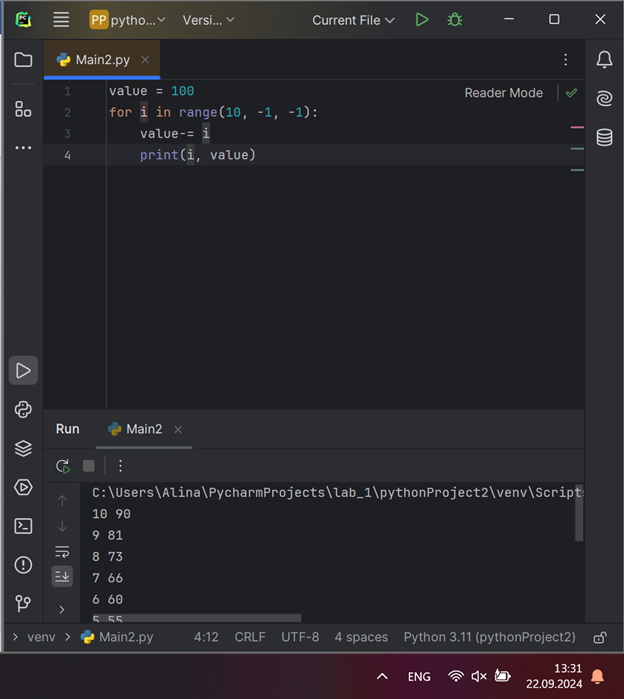 PP pytho... Versi... Current File
Main2.py
Reader Mode
1 value = 100
2 for i in range(10, -1, -1):
3 value-= i
4 print(i, value)
Run Main2
C:\Users\Alina\PycharmProjects\lab_1\pythonProject2\venv\Script
10 90
9 81
8 73
7 66
6 60
5 55
venv > Main2.py 4:12 CRLF UTF-8 4 spaces Python 3.11 (pythonProject2)
ENG 13:31
22.09.2024